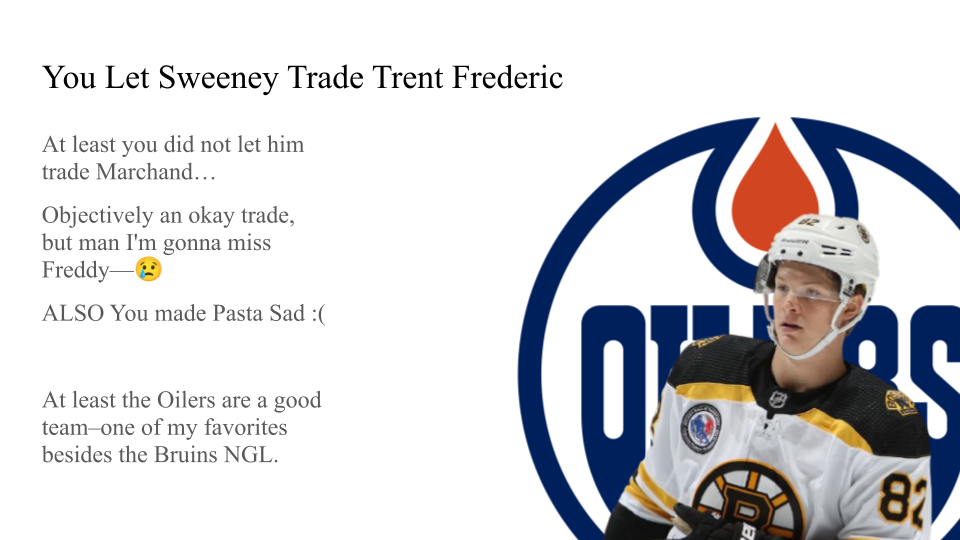 You Let Sweeney Trade Trent Frederic
At least you did not let him
trade Marchand…
Objectively an okay trade,
but man I'm gonna miss
Freddy—😢
ALSO You made Pasta Sad :(
At least the Oilers are a good
team–one of my favorites
besides the Bruins NGL.
OILERS
82
B
82